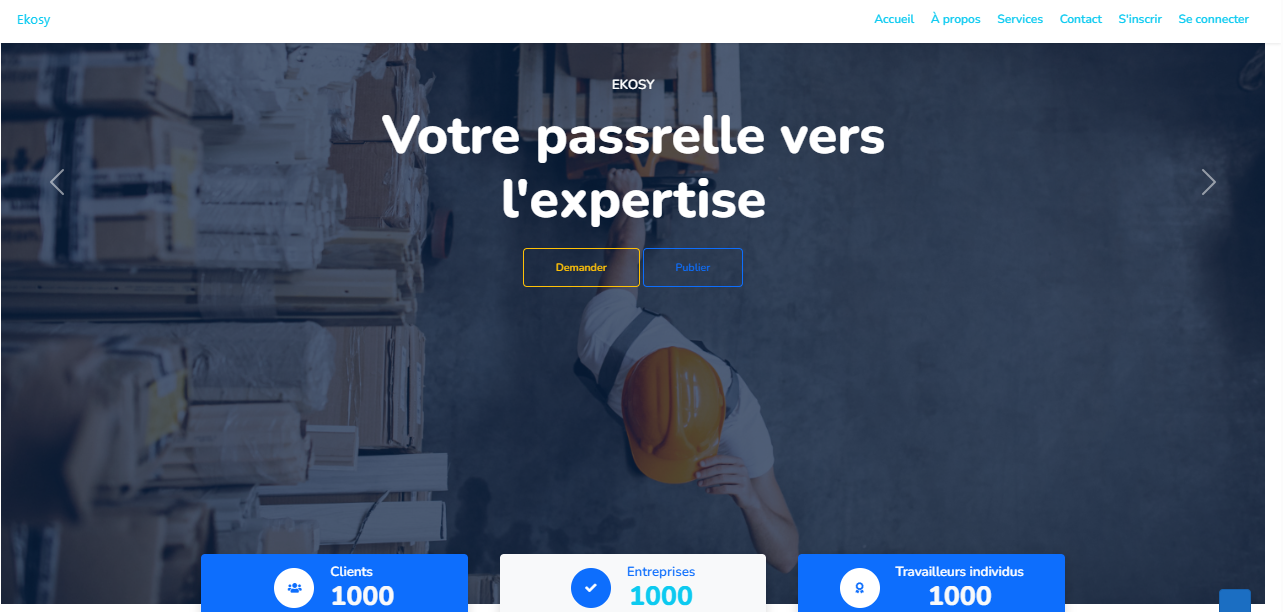 Ekosy
Accueil À propos Services Contact S'inscrir Se connecter
EKOSY
Votre passrelle vers
l'expertise
Demander Publier
Clients
1000
Entreprises
1000
Travailleurs individus
1000